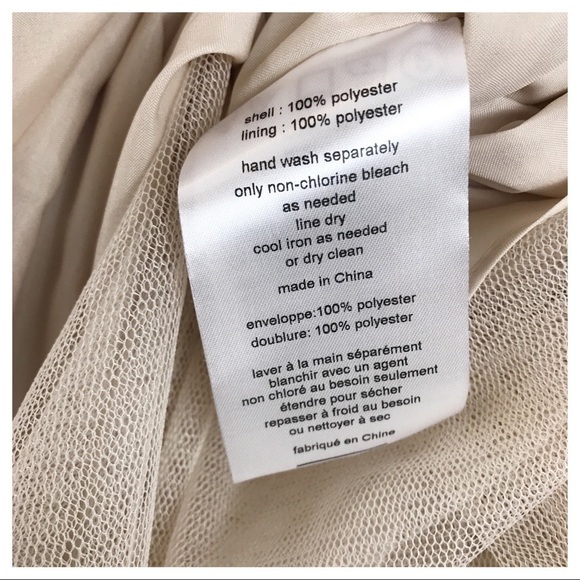 shell : 100% polyester
lining : 100% polyester
hand wash separately
only non-chlorine bleach
as needed
line dry
cool iron as needed
or dry clean
made in China
enveloppe:100% polyester
doublure: 100% polyester
laver à la main séparément
blanchir avec un agent
non chloré au besoin seulement
étendre pour sécher
repasser à froid au besoin
ou nettoyer à sec
fabriqué en Chine